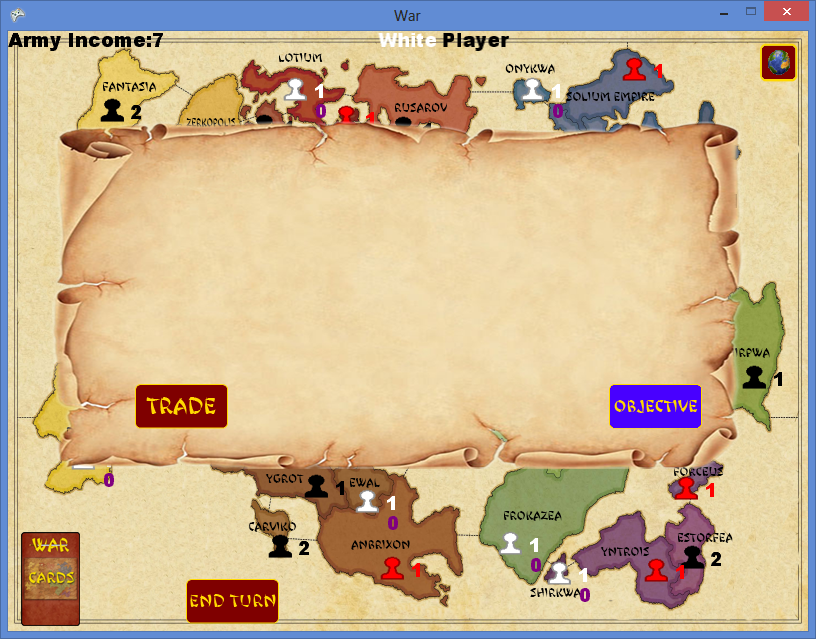 War
Army Income:7
White Player
LOTIUM
ONYKWA
FANTASIA
1
1
1
SOLIUM EMPIRE
2
0
RUSAROV
0
ZERKOPOLIS
1
IRPWA
1
TRADE
OBJECTIVE
0
YGROT
1
EWAL
1
0
FORCEUS
1
CARVIKO
2
FROKAZEA
1
0
ANBRIXON
1
ESTORFEA
2
YNTROIS
1
SHIRKWA
1
0
WAR
CARDS
END TURN